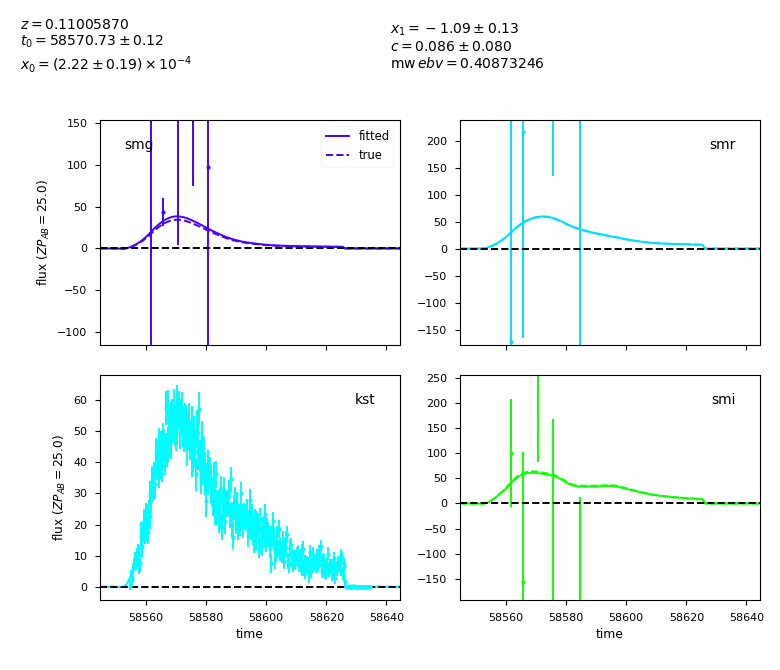 z = 0.11005870
t₀ = 58570.73 ± 0.12
x₀ = (2.22 ± 0.19) × 10⁻⁴
x₁ = −1.09 ± 0.13
c = 0.086 ± 0.080
mw ebv = 0.40873246
smg
fitted
true
150
100
50
0
−50
−100
flux (ZP_AB = 25.0)
smr
200
150
100
50
0
−50
−100
−150
kst
60
50
40
30
20
10
0
flux (ZP_AB = 25.0)
58560 58580 58600 58620 58640
time
smi
250
200
150
100
50
0
−50
−100
−150
58560 58580 58600 58620 58640
time